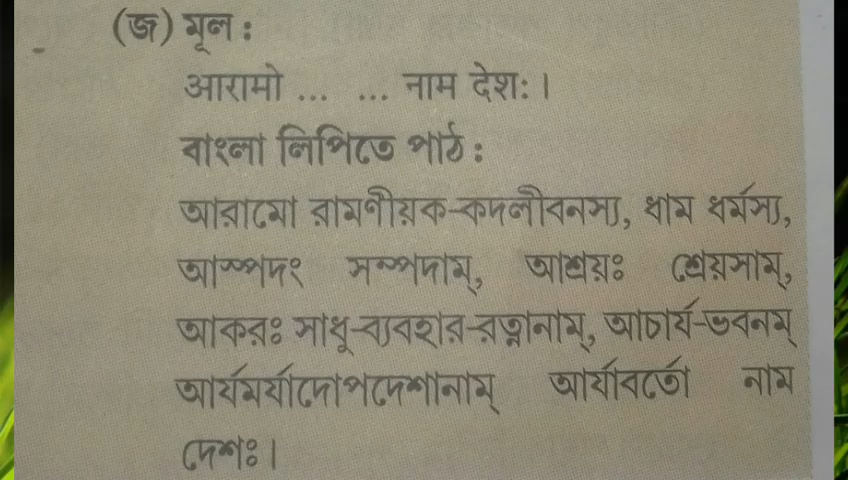 (জ) মূল :
आरामो ... ... नाम देशः ।
বাংলা লিপিতে পাঠ :
আরামো রামণীয়ক-কদলীবনস্য, ধাম ধর্মস্য,
আস্পদং সম্পদাম্, আশ্রয়ঃ শ্রেয়সাম্,
আকরঃ সাধু-ব্যবহার-রত্নানাম্, আচার্য-ভবনম্
আর্যমর্যাদোপদেশানাম্ আর্যাবর্তো নাম
দেশঃ।